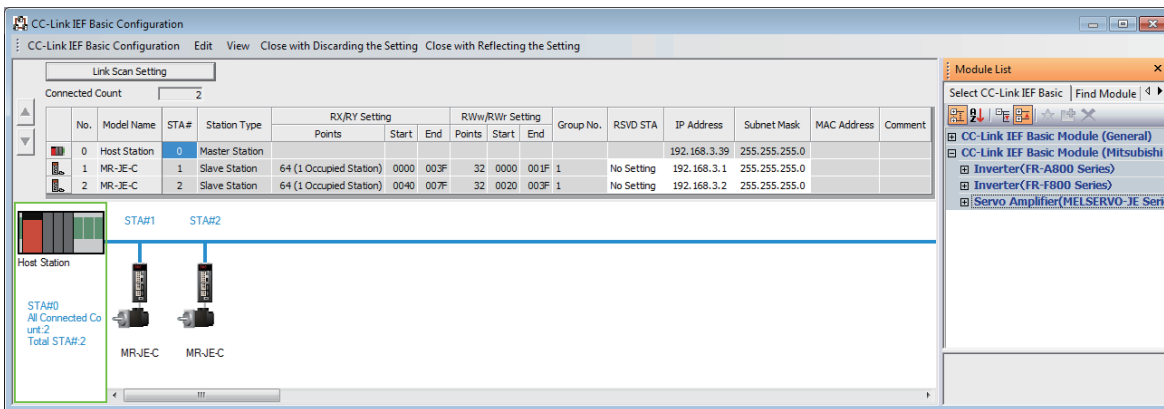 CC-Link IEF Basic Configuration
CC-Link IEF Basic Configuration Edit View Close with Discarding the Setting Close with Reflecting the Setting
Link Scan Setting
Connected Count 2
No. Model Name STA# Station Type RX/RY Setting RWw/RWr Setting Group No. RSVD STA IP Address Subnet Mask MAC Address Comment
Points Start End Points Start End
0 Host Station 0 Master Station 192.168.3.39 255.255.255.0
1 MR-JE-C 1 Slave Station 64 (1 Occupied Station) 0000 003F 32 0000 001F 1 No Setting 192.168.3.1 255.255.255.0
2 MR-JE-C 2 Slave Station 64 (1 Occupied Station) 0040 007F 32 0020 003F 1 No Setting 192.168.3.2 255.255.255.0
STA#1 STA#2
Host Station
STA#0
All Connected Co
unt:2
Total STA#:2
MR-JE-C MR-JE-C
Module List
Select CC-Link IEF Basic Find Module
CC-Link IEF Basic Module (General)
CC-Link IEF Basic Module (Mitsubishi
Inverter(FR-A800 Series)
Inverter(FR-F800 Series)
Servo Amplifier(MELSERVO-JE Seri